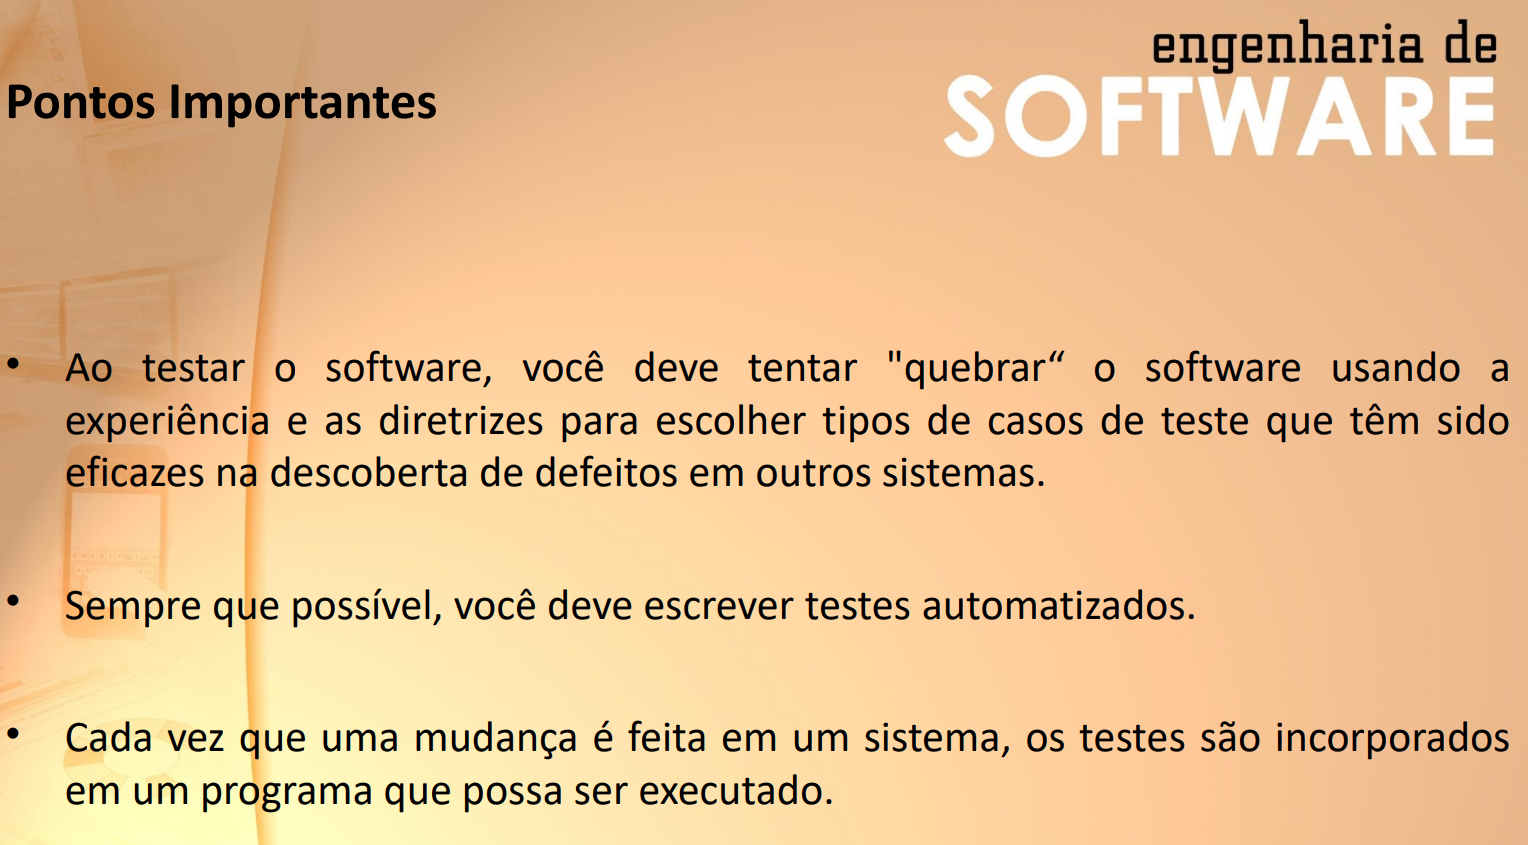 engenharia de
SOFTWARE
Pontos Importantes
• Ao testar o software, você deve tentar "quebrar“ o software usando a
experiência e as diretrizes para escolher tipos de casos de teste que têm sido
eficazes na descoberta de defeitos em outros sistemas.
• Sempre que possível, você deve escrever testes automatizados.
• Cada vez que uma mudança é feita em um sistema, os testes são incorporados
em um programa que possa ser executado.